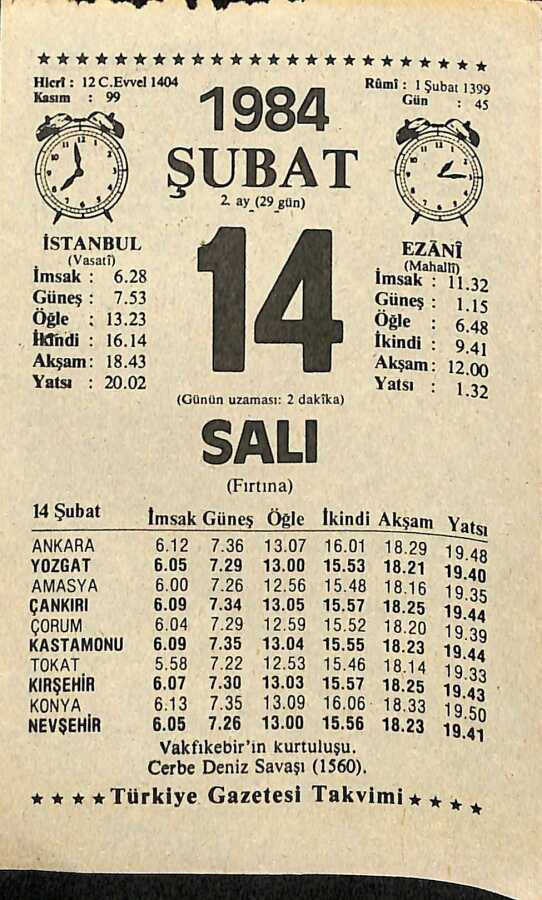 Hicrî : 12 C.Evvel 1404
Kasım : 99
Rûmî : 1 Şubat 1399
Gün : 45
1984
ŞUBAT
2. ay (29 gün)
İSTANBUL
(Vasatî)
İmsak : 6.28
Güneş : 7.53
Öğle : 13.23
İkindi : 16.14
Akşam: 18.43
Yatsı : 20.02
14
EZÂNÎ
(Mahallî)
İmsak : 11.32
Güneş : 1.15
Öğle : 6.48
İkindi : 9.41
Akşam: 12.00
Yatsı : 1.32
(Günün uzaması: 2 dakîka)
SALI
(Fırtına)
14 Şubat İmsak Güneş Öğle İkindi Akşam Yatsı
ANKARA 6.12 7.36 13.07 16.01 18.29 19.48
YOZGAT 6.05 7.29 13.00 15.53 18.21 19.40
AMASYA 6.00 7.26 12.56 15.48 18.16 19.35
ÇANKIRI 6.09 7.34 13.05 15.57 18.25 19.44
ÇORUM 6.04 7.29 12.59 15.52 18.20 19.39
KASTAMONU 6.09 7.35 13.04 15.55 18.23 19.44
TOKAT 5.58 7.22 12.53 15.46 18.14 19.33
KIRŞEHİR 6.07 7.30 13.03 15.57 18.25 19.43
KONYA 6.13 7.35 13.09 16.06 18.33 19.50
NEVŞEHİR 6.05 7.26 13.00 15.56 18.23 19.41
Vakfıkebir'in kurtuluşu.
Cerbe Deniz Savaşı (1560).
Türkiye Gazetesi Takvimi